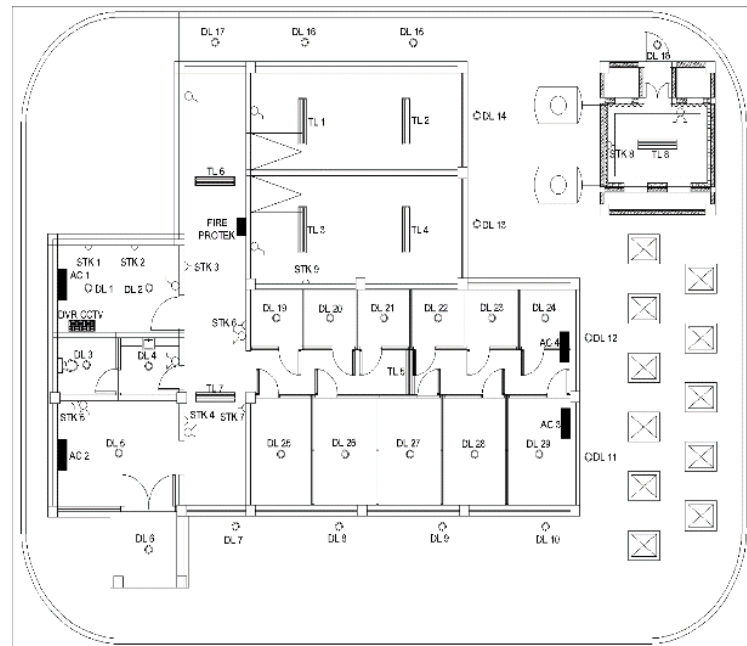 DL 17 DL 16 DL 15
DL 18
TL 1 TL 2 DL 14
STK 8 TL 8
TL 6
FIRE
PROTEK
TL 3 TL 4 DL 13
STK 1 STK 2
STK 3
AC 1
DL 1 DL 2
STK 9
DVR CCTV
STK 6
DL 19 DL 20 DL 21 DL 22 DL 23 DL 24
DL 12
AC 4
DL 3 DL 4
TL 5
TL 7
STK 5 STK 4 STK 7
AC 3
AC 2
DL 5 DL 25 DL 26 DL 27 DL 28 DL 29
DL 11
DL 6 DL 7 DL 8 DL 9 DL 10